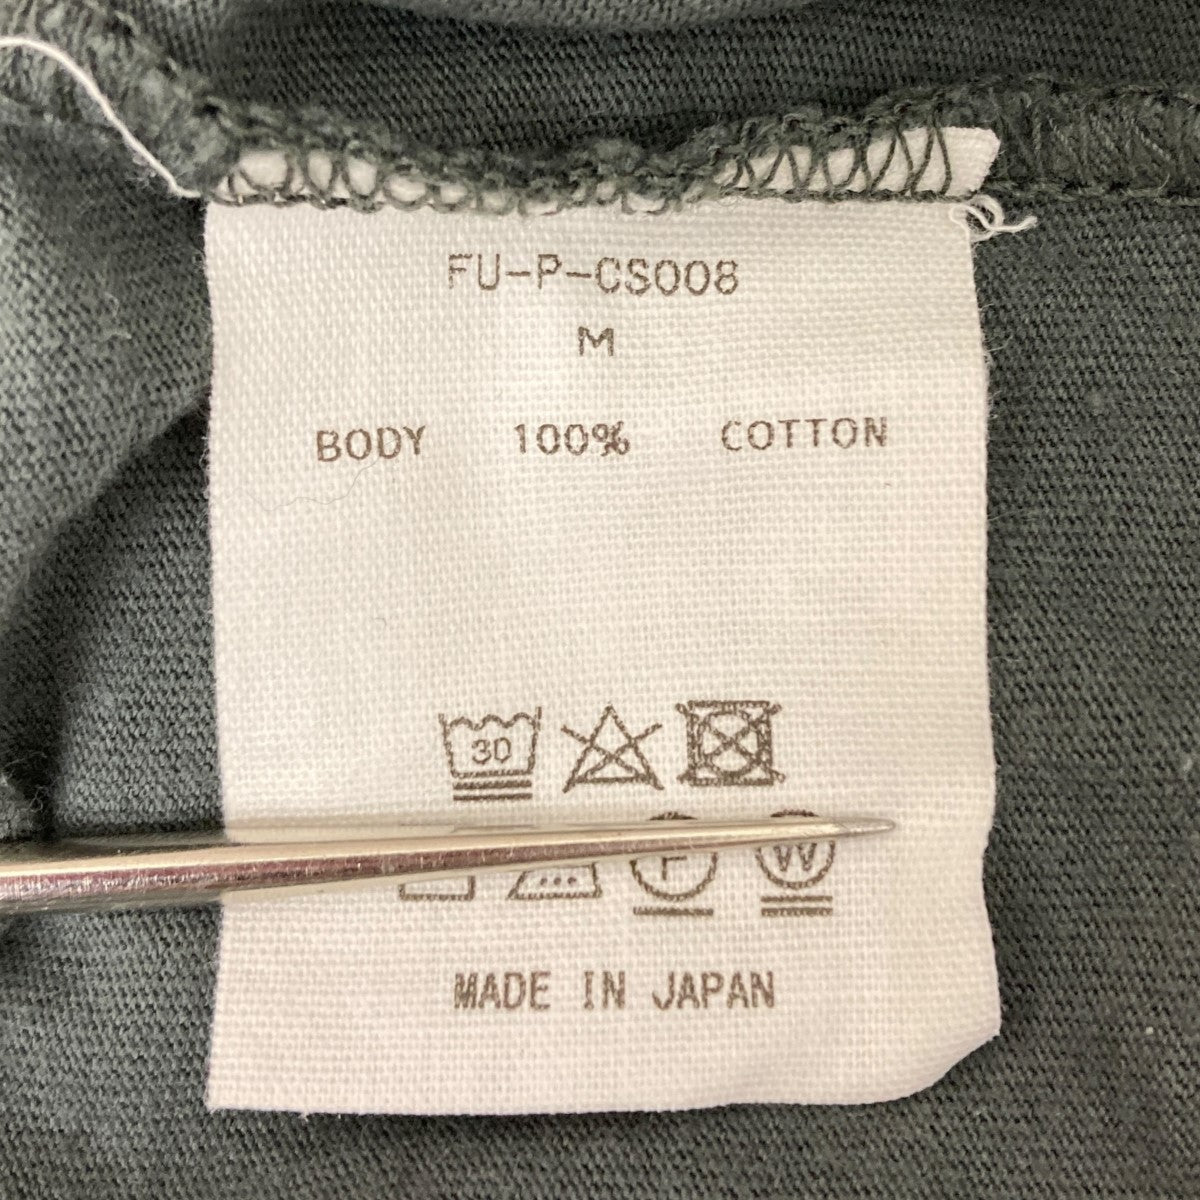 FU-P-CS008
M
BODY 100% COTTON
30
P W
MADE IN JAPAN